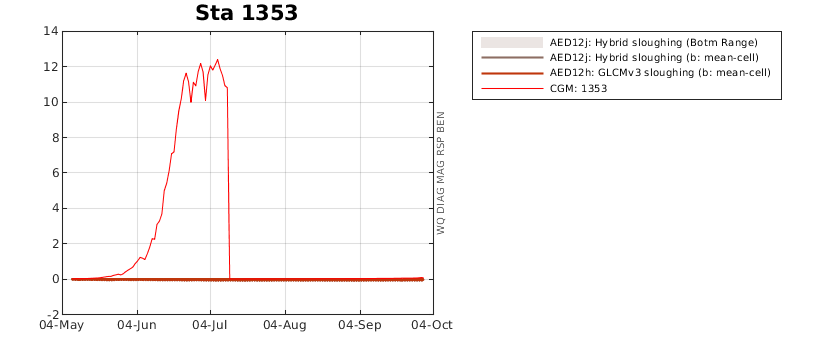 Sta 1353
14
12
10
8
6
4
2
0
-2
04-May 04-Jun 04-Jul 04-Aug 04-Sep 04-Oct
WQ DIAG MAG RSP BEN
AED12j: Hybrid sloughing (Botm Range)
AED12j: Hybrid sloughing (b: mean-cell)
AED12h: GLCMv3 sloughing (b: mean-cell)
CGM: 1353